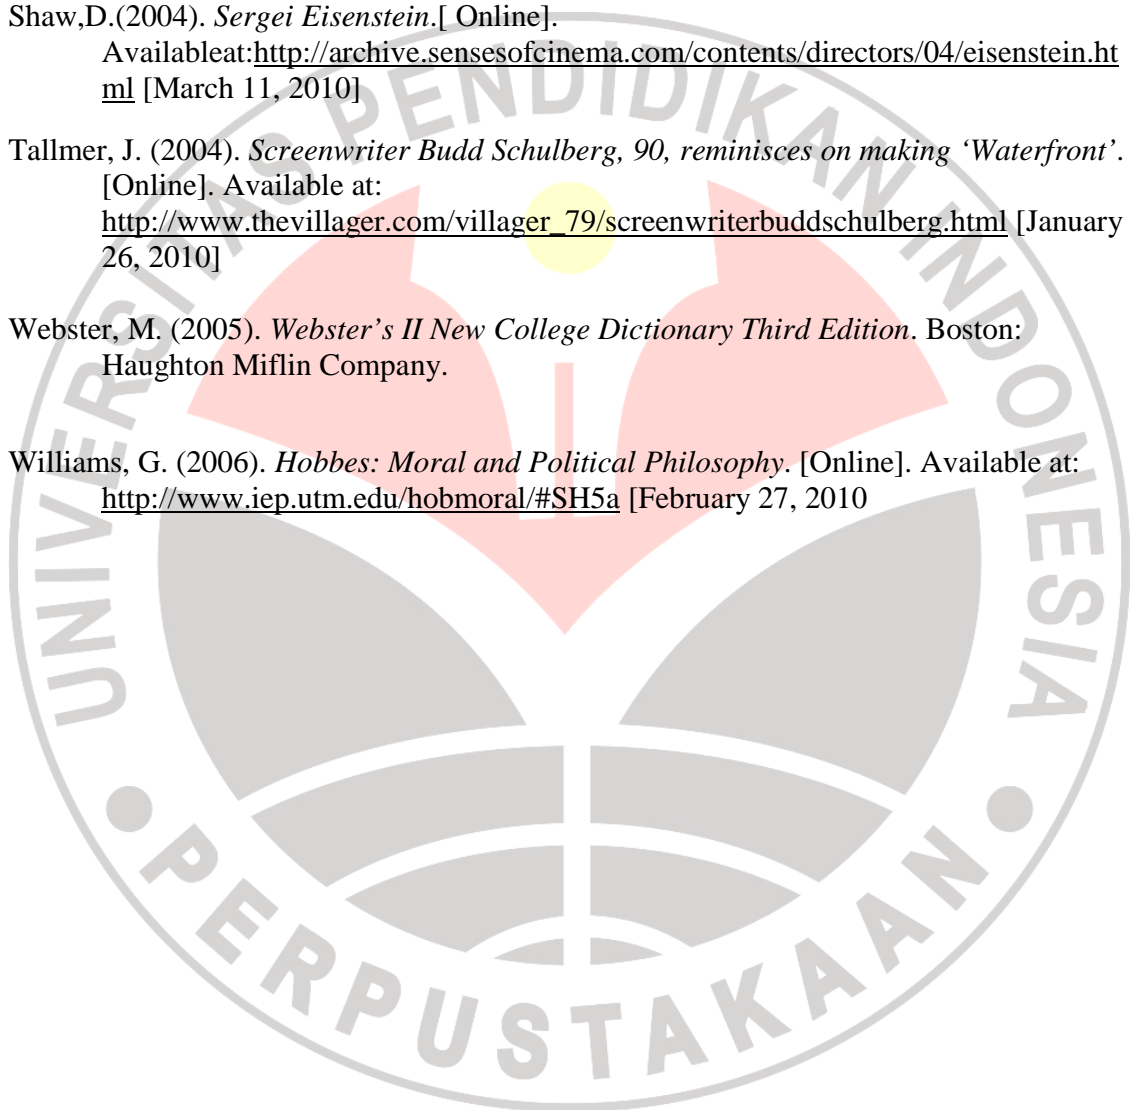 Shaw,D.(2004). Sergei Eisenstein.[ Online].
Availableat:http://archive.sensesofcinema.com/contents/directors/04/eisenstein.ht
ml [March 11, 2010]
Tallmer, J. (2004). Screenwriter Budd Schulberg, 90, reminisces on making ‘Waterfront’.
[Online]. Available at:
http://www.thevillager.com/villager_79/screenwriterbuddschulberg.html [January
26, 2010]
Webster, M. (2005). Webster’s II New College Dictionary Third Edition. Boston:
Haughton Miflin Company.
Williams, G. (2006). Hobbes: Moral and Political Philosophy. [Online]. Available at:
http://www.iep.utm.edu/hobmoral/#SH5a [February 27, 2010
UNIVERSITAS PENDIDIKAN INDONESIA
PERPUSTAKAAN